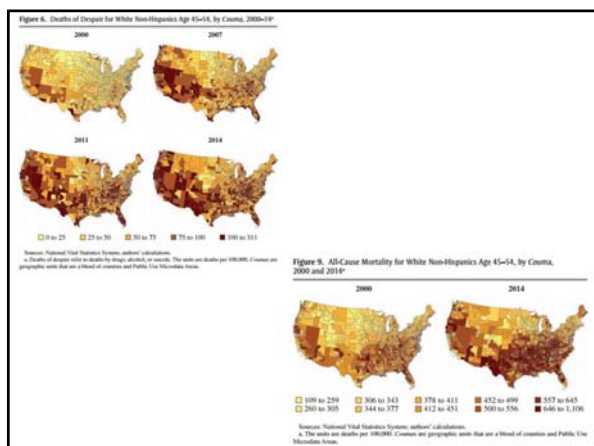 Figure 6. Deaths of Despair for White Non-Hispanics Age 45–54, by Couma, 2000–14ᵃ
2000
2007
2011
2014
0 to 25 25 to 50 50 to 75 75 to 100 100 to 311
Sources: National Vital Statistics System; authors' calculations.
a. Deaths of despair refer to deaths by drugs, alcohol, or suicide. The units are deaths per 100,000. Coumas are
geographic units that are a blend of counties and Public Use Microdata Areas.
Figure 9. All-Cause Mortality for White Non-Hispanics Age 45–54, by Couma,
2000 and 2014ᵃ
2000
2014
109 to 259 306 to 343 378 to 411 452 to 499 557 to 645
260 to 305 344 to 377 412 to 451 500 to 556 646 to 1,106
Sources: National Vital Statistics System; authors' calculations.
a. The units are deaths per 100,000. Coumas are geographic units that are a blend of counties and Public Use
Microdata Areas.